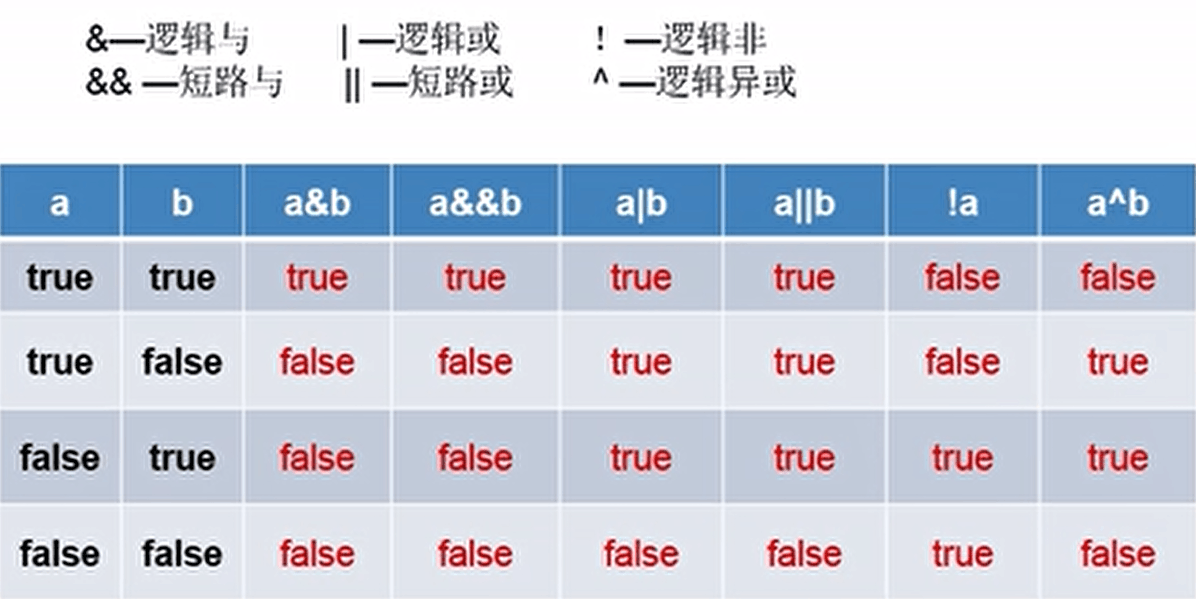 &—逻辑与 | —逻辑或 ! —逻辑非
&& —短路与 || —短路或 ^ —逻辑异或
a b a&b a&&b a|b a||b !a a^b
true true true true true true false false
true false false false true true false true
false true false false true true true true
false false false false false false true false